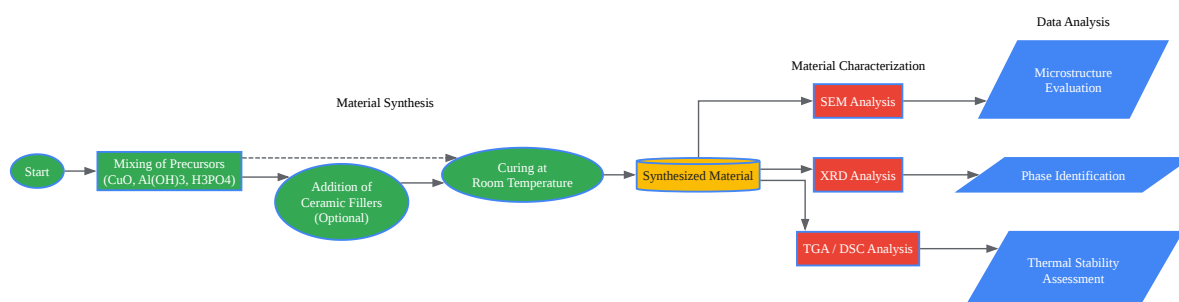 Data Analysis
Material Characterization
Microstructure
Evaluation
SEM Analysis
Material Synthesis
Start
Mixing of Precursors
(CuO, Al(OH)3, H3PO4)
Addition of
Ceramic Fillers
(Optional)
Curing at
Room Temperature
Synthesized Material
XRD Analysis
Phase Identification
TGA / DSC Analysis
Thermal Stability
Assessment